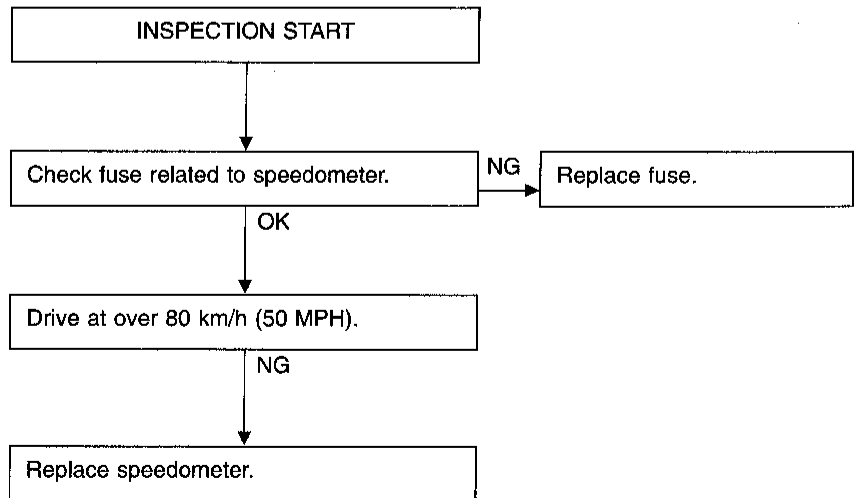 INSPECTION START
Check fuse related to speedometer.
NG
Replace fuse.
OK
Drive at over 80 km/h (50 MPH).
NG
Replace speedometer.